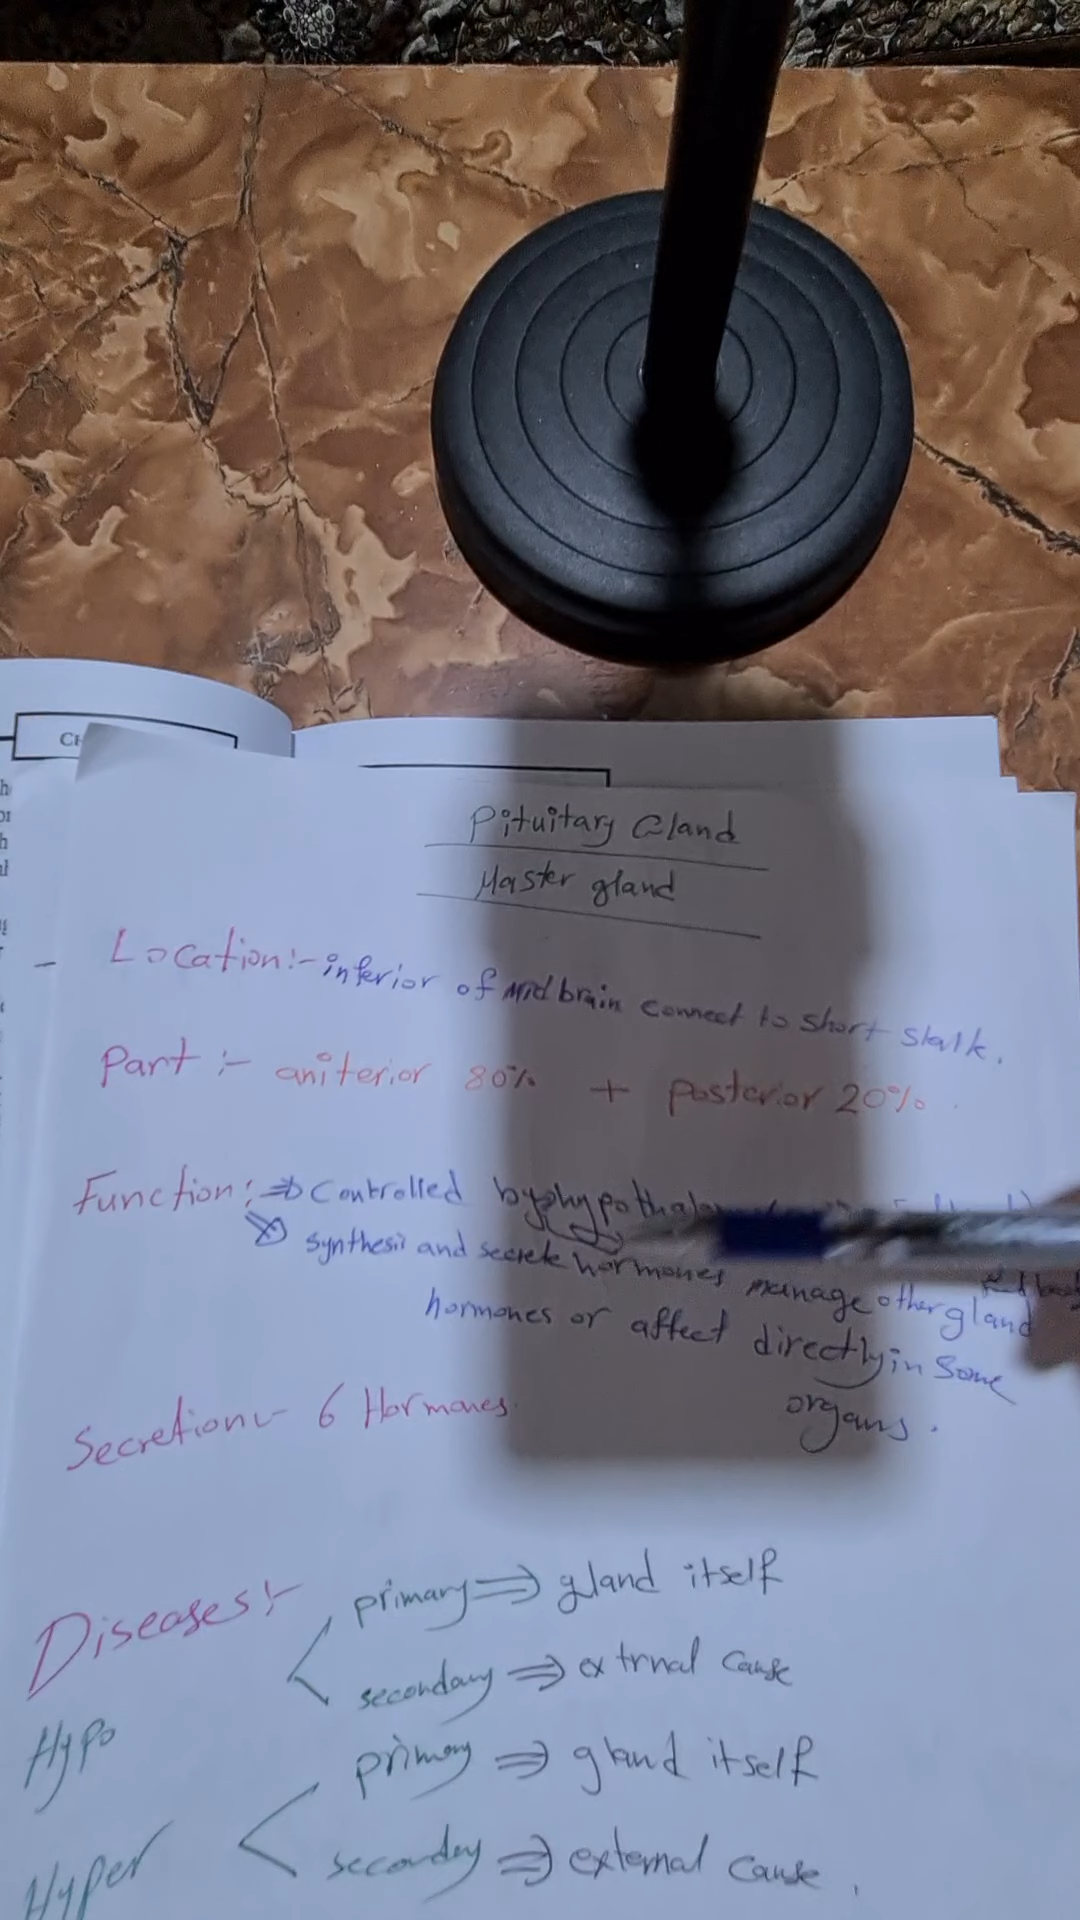 Pituitary Gland
Master gland
Location:- inferior of mid brain connect to short stalk.
Part :- aniterior 80% + posterior 20%.
Function: ⇒ Controlled by hypothala
⇒ synthesis and secrete hormones manage other gland
hormones or affect directly in some
organs.
Secretion:- 6 Hormones.
Diseases:-
primary ⇒ gland itself
secondary ⇒ extrnal cause
Hypo
primary ⇒ gland itself
Hyper
secondary ⇒ external cause.